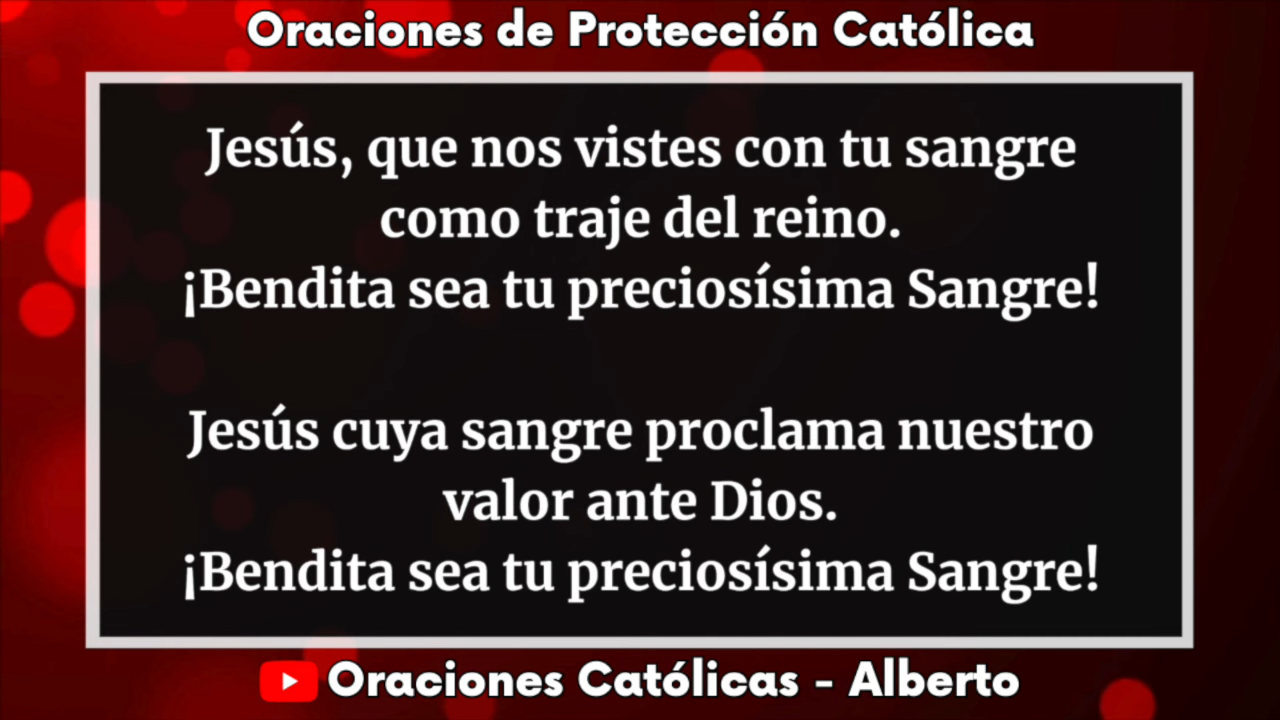 Oraciones de Protección Católica
Jesús, que nos vistes con tu sangre
como traje del reino.
¡Bendita sea tu preciosísima Sangre!
Jesús cuya sangre proclama nuestro
valor ante Dios.
¡Bendita sea tu preciosísima Sangre!
Oraciones Católicas - Alberto